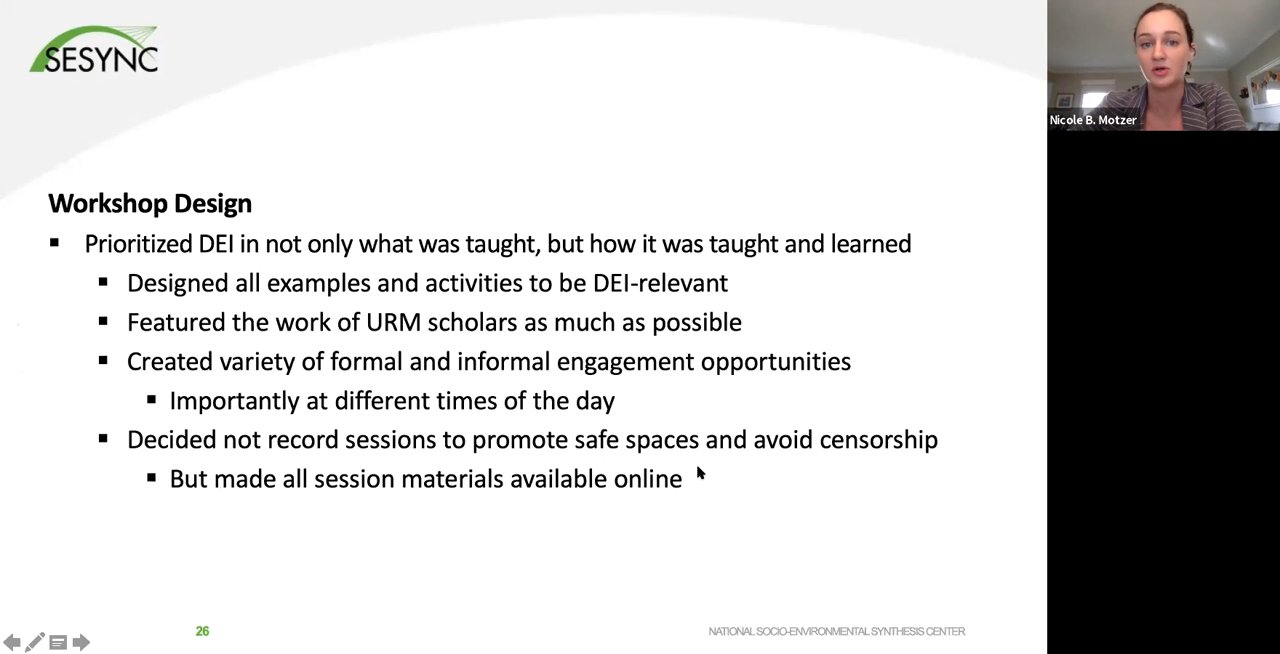 SESYNC
Nicole B. Motzer
Workshop Design
Prioritized DEI in not only what was taught, but how it was taught and learned
Designed all examples and activities to be DEI-relevant
Featured the work of URM scholars as much as possible
Created variety of formal and informal engagement opportunities
Importantly at different times of the day
Decided not record sessions to promote safe spaces and avoid censorship
But made all session materials available online
26
NATIONAL SOCIO-ENVIRONMENTAL SYNTHESIS CENTER